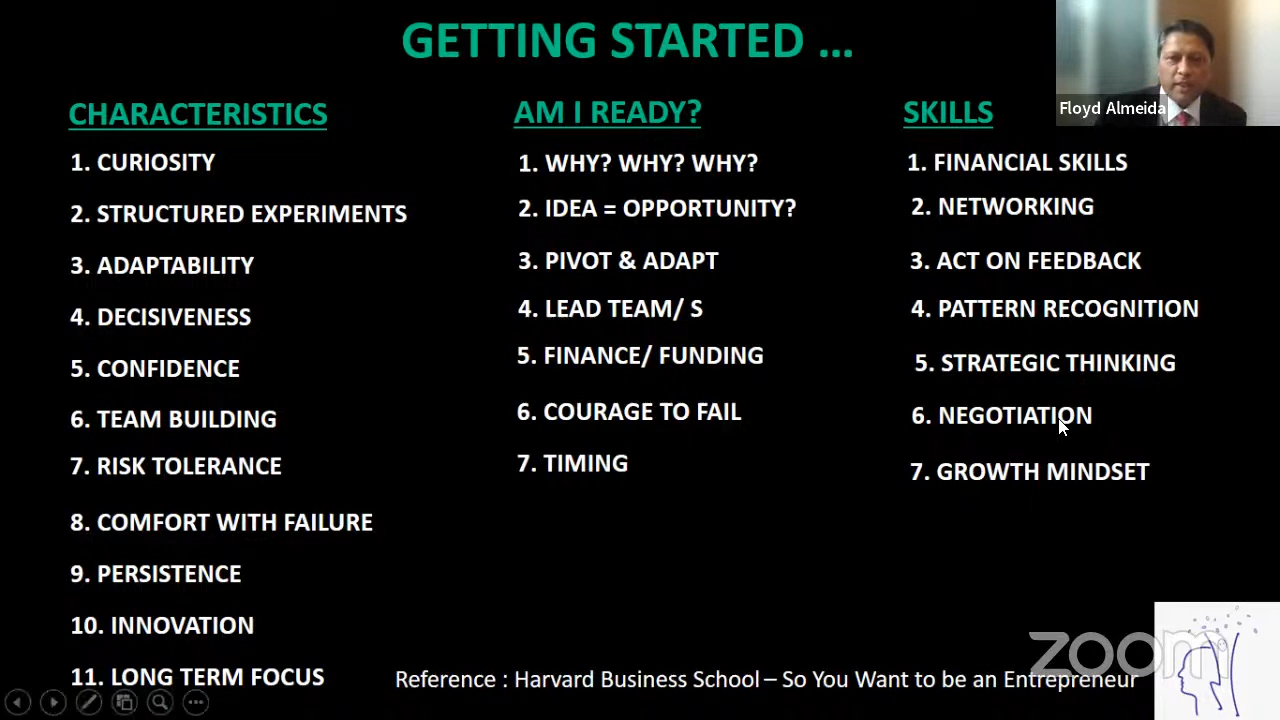 GETTING STARTED ...
Floyd Almeida
CHARACTERISTICS
1. CURIOSITY
2. STRUCTURED EXPERIMENTS
3. ADAPTABILITY
4. DECISIVENESS
5. CONFIDENCE
6. TEAM BUILDING
7. RISK TOLERANCE
8. COMFORT WITH FAILURE
9. PERSISTENCE
10. INNOVATION
11. LONG TERM FOCUS
AM I READY?
1. WHY? WHY? WHY?
2. IDEA = OPPORTUNITY?
3. PIVOT & ADAPT
4. LEAD TEAM/ S
5. FINANCE/ FUNDING
6. COURAGE TO FAIL
7. TIMING
SKILLS
1. FINANCIAL SKILLS
2. NETWORKING
3. ACT ON FEEDBACK
4. PATTERN RECOGNITION
5. STRATEGIC THINKING
6. NEGOTIATION
7. GROWTH MINDSET
Reference : Harvard Business School – So You Want to be an Entrepreneur
zoom